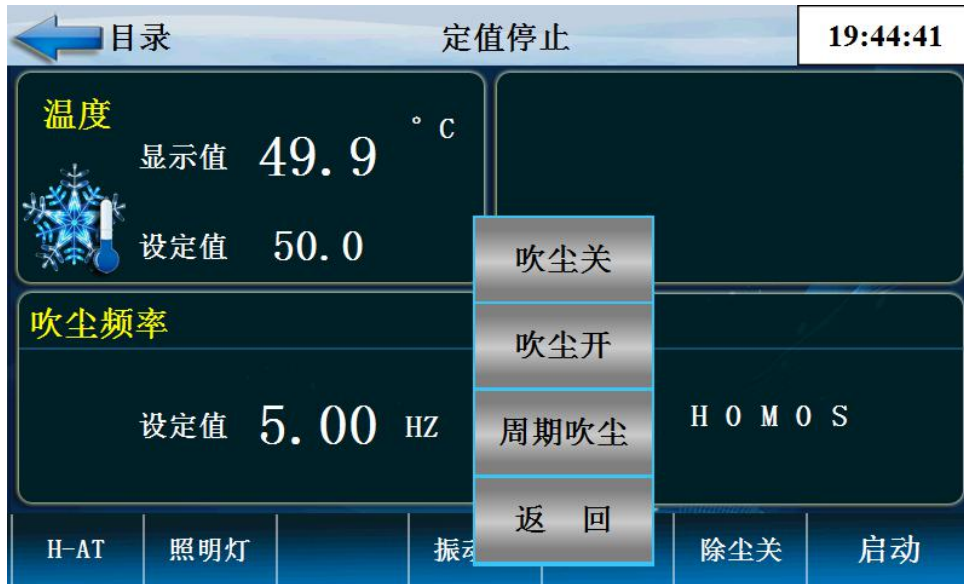 目录
定值停止
19:44:41
温度
°C
显示值 49.9
设定值 50.0
吹尘关
吹尘频率
吹尘开
设定值 5.00 HZ
周期吹尘
H0M0S
返 回
H-AT
照明灯
振
除尘关
启动